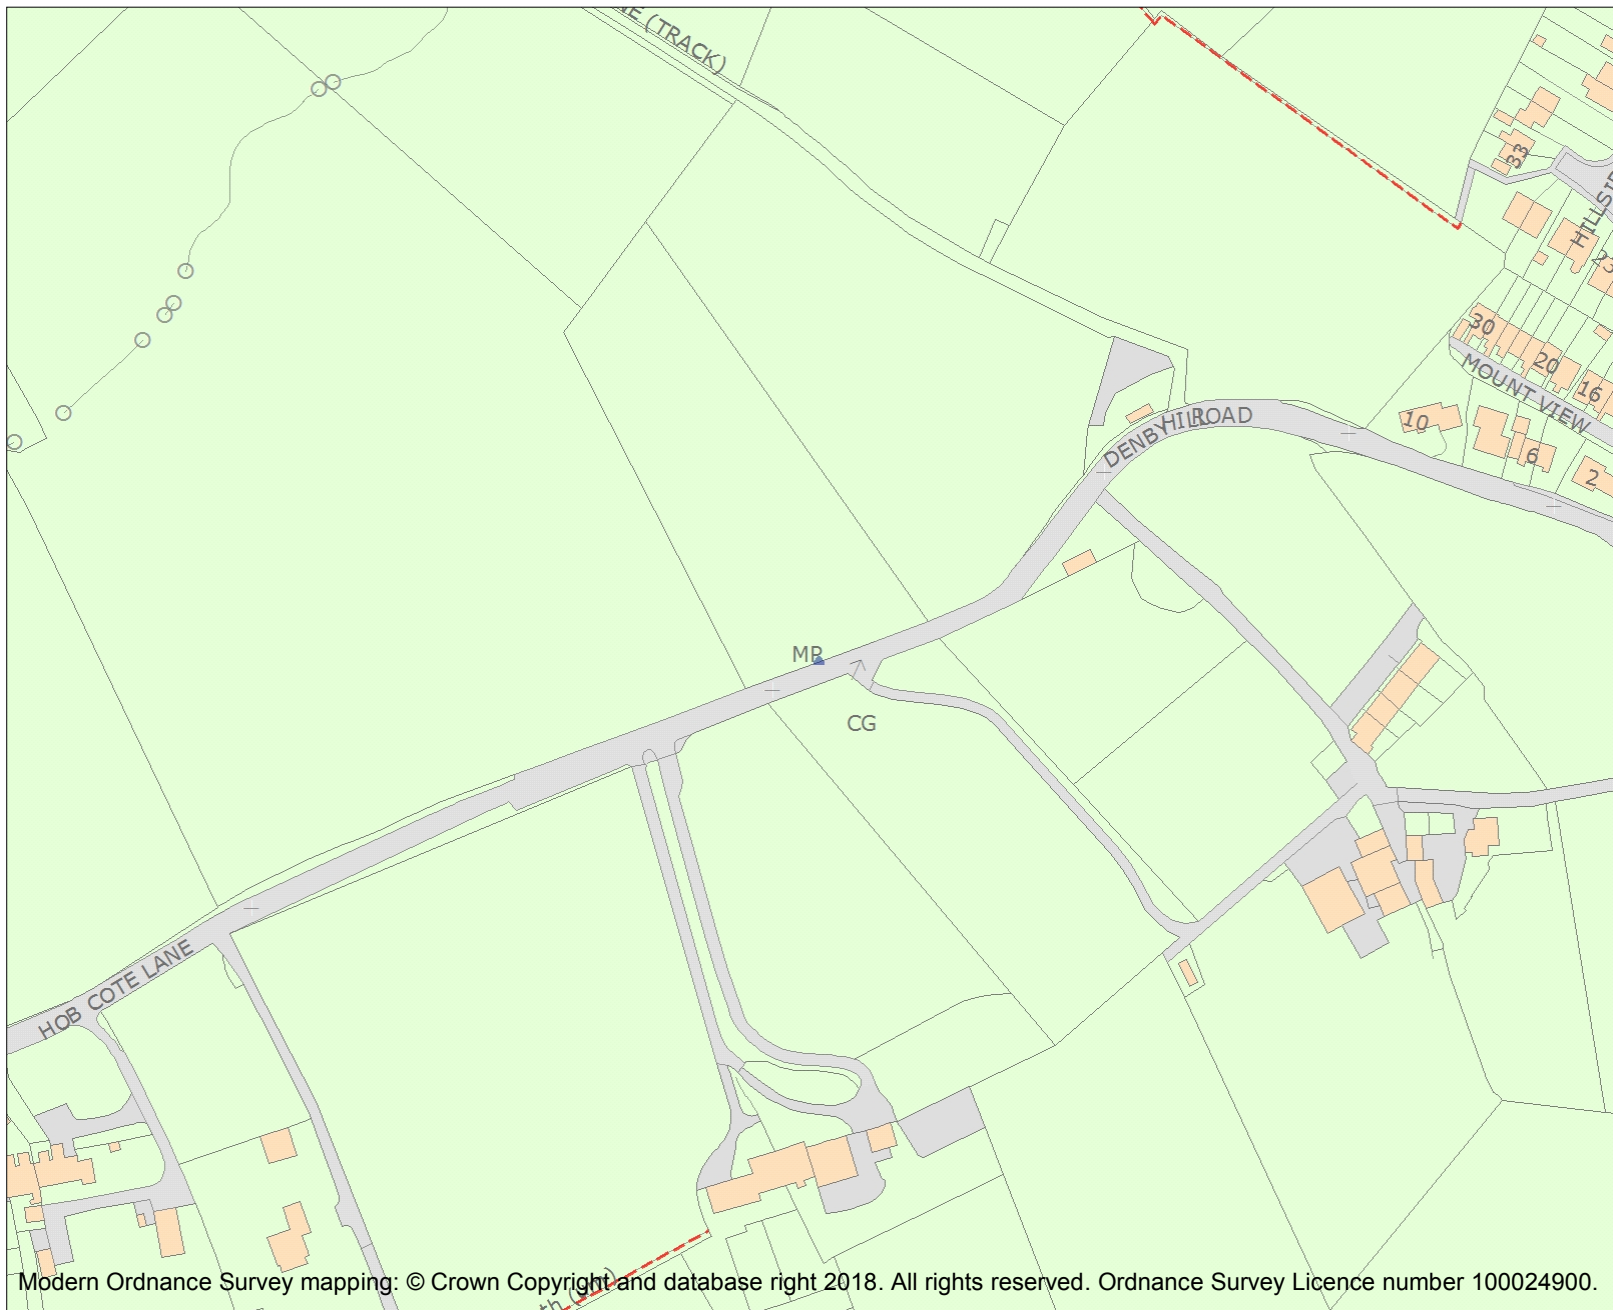 (TRACK)
33
30
20
16
MOUNT VIEW
10
6
2
DENBY HILL ROAD
MP
CG
HOB COTE LANE
Modern Ordnance Survey mapping: © Crown Copyright and database right 2018. All rights reserved. Ordnance Survey Licence number 100024900.